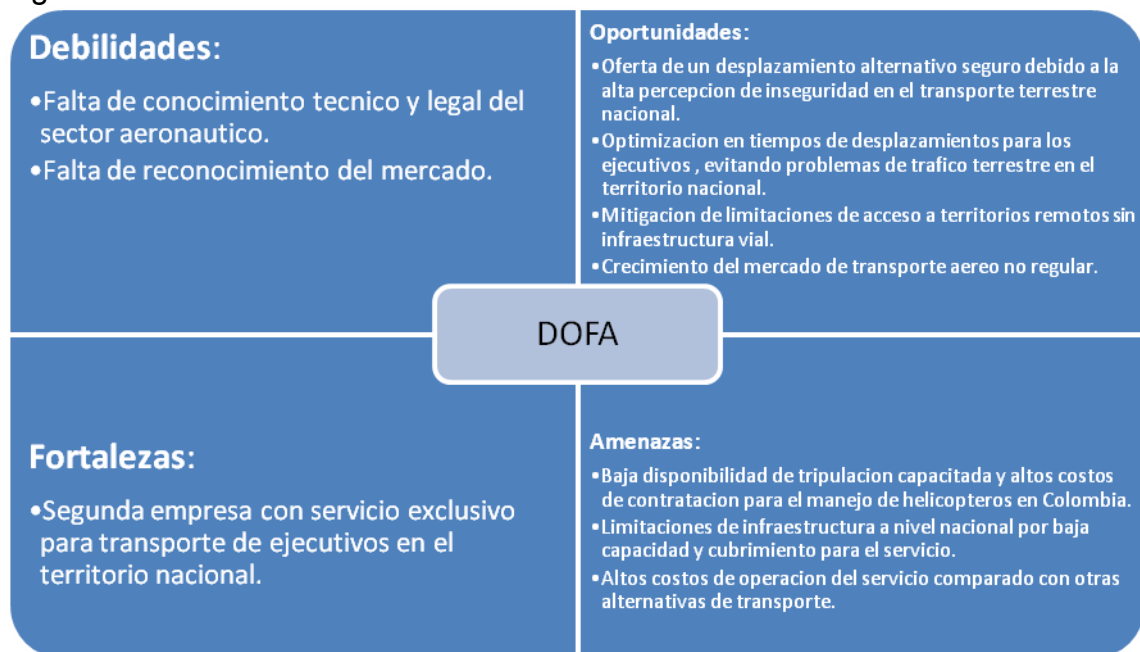 Debilidades:
•Falta de conocimiento tecnico y legal del
sector aeronautico.
•Falta de reconocimiento del mercado.
Oportunidades:
•Oferta de un desplazamiento alternativo seguro debido a la
alta percepcion de inseguridad en el transporte terrestre
nacional.
•Optimizacion en tiempos de desplazamientos para los
ejecutivos , evitando problemas de trafico terrestre en el
territorio nacional.
•Mitigacion de limitaciones de acceso a territorios remotos sin
infraestructura vial.
•Crecimiento del mercado de transporte aereo no regular.
DOFA
Fortalezas:
•Segunda empresa con servicio exclusivo
para transporte de ejecutivos en el
territorio nacional.
Amenazas:
•Baja disponibilidad de tripulacion capacitada y altos costos
de contratacion para el manejo de helicopteros en Colombia.
•Limitaciones de infraestructura a nivel nacional por baja
capacidad y cubrimiento para el servicio.
•Altos costos de operacion del servicio comparado con otras
alternativas de transporte.